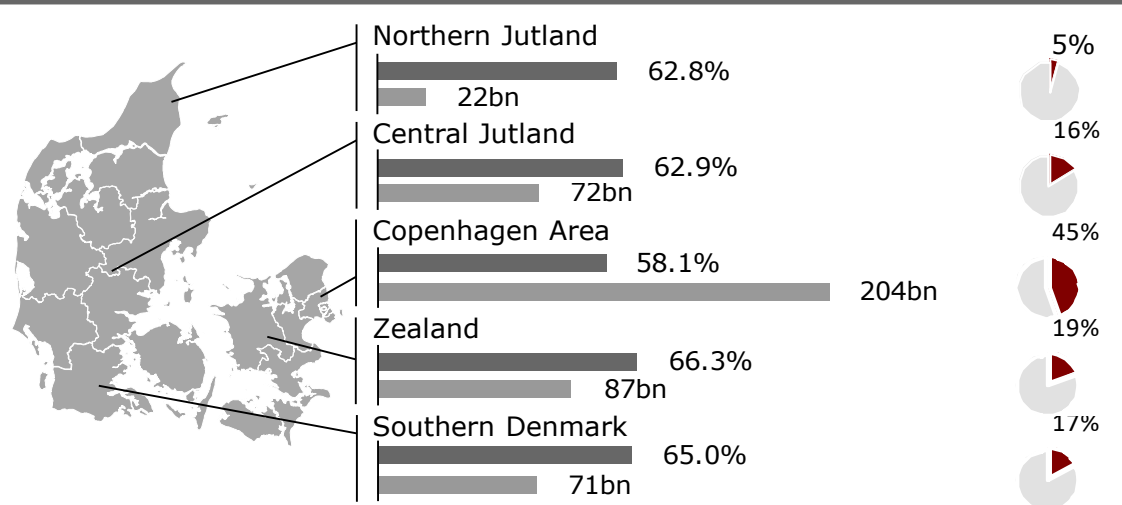 Northern Jutland
5%
62.8%
22bn
Central Jutland
16%
62.9%
72bn
Copenhagen Area
45%
58.1%
204bn
Zealand
19%
66.3%
87bn
Southern Denmark
17%
65.0%
71bn